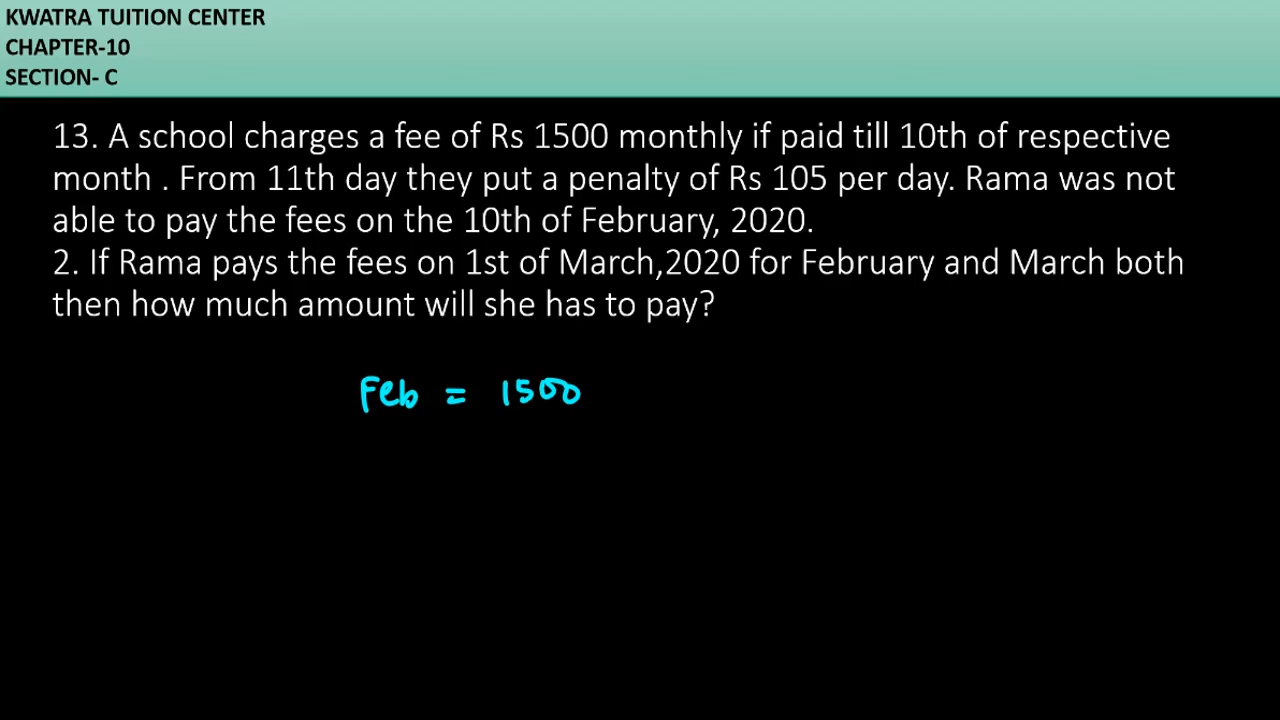 KWATRA TUITION CENTER
CHAPTER-10
SECTION- C
13. A school charges a fee of Rs 1500 monthly if paid till 10th of respective
month . From 11th day they put a penalty of Rs 105 per day. Rama was not
able to pay the fees on the 10th of February, 2020.
2. If Rama pays the fees on 1st of March,2020 for February and March both
then how much amount will she has to pay?
Feb = 1500